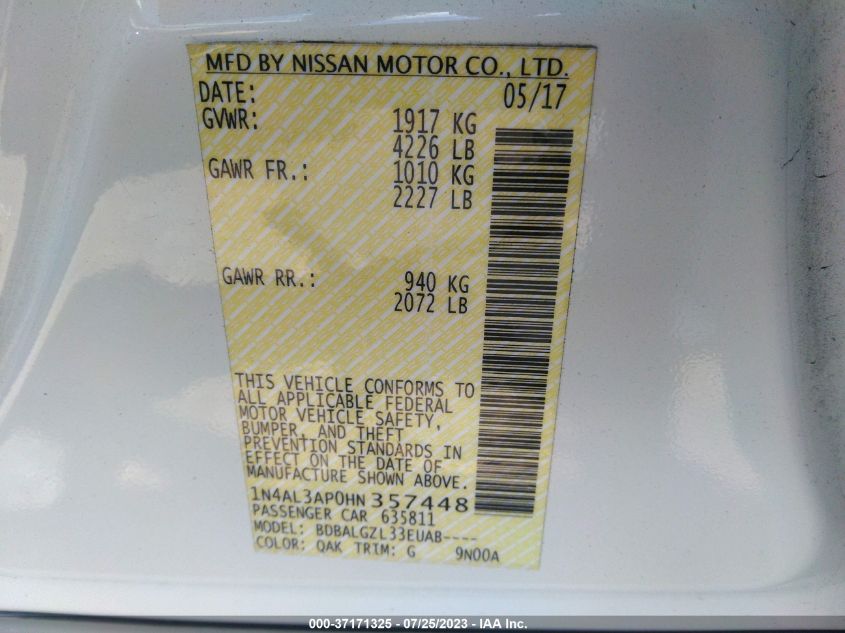 MFD BY NISSAN MOTOR CO., LTD.
DATE: 05/17
GVWR: 1917 KG
4226 LB
GAWR FR.: 1010 KG
2227 LB
GAWR RR.: 940 KG
2072 LB
THIS VEHICLE CONFORMS TO
ALL APPLICABLE FEDERAL
MOTOR VEHICLE SAFETY,
BUMPER, AND THEFT
PREVENTION STANDARDS IN
EFFECT ON THE DATE OF
MANUFACTURE SHOWN ABOVE.
1N4AL3AP0HN357448
PASSENGER CAR 635811
MODEL: BDBALGZL33EUAB----
COLOR: QAK TRIM: G 9N00A
000-37171325 - 07/25/2023 - IAA Inc.